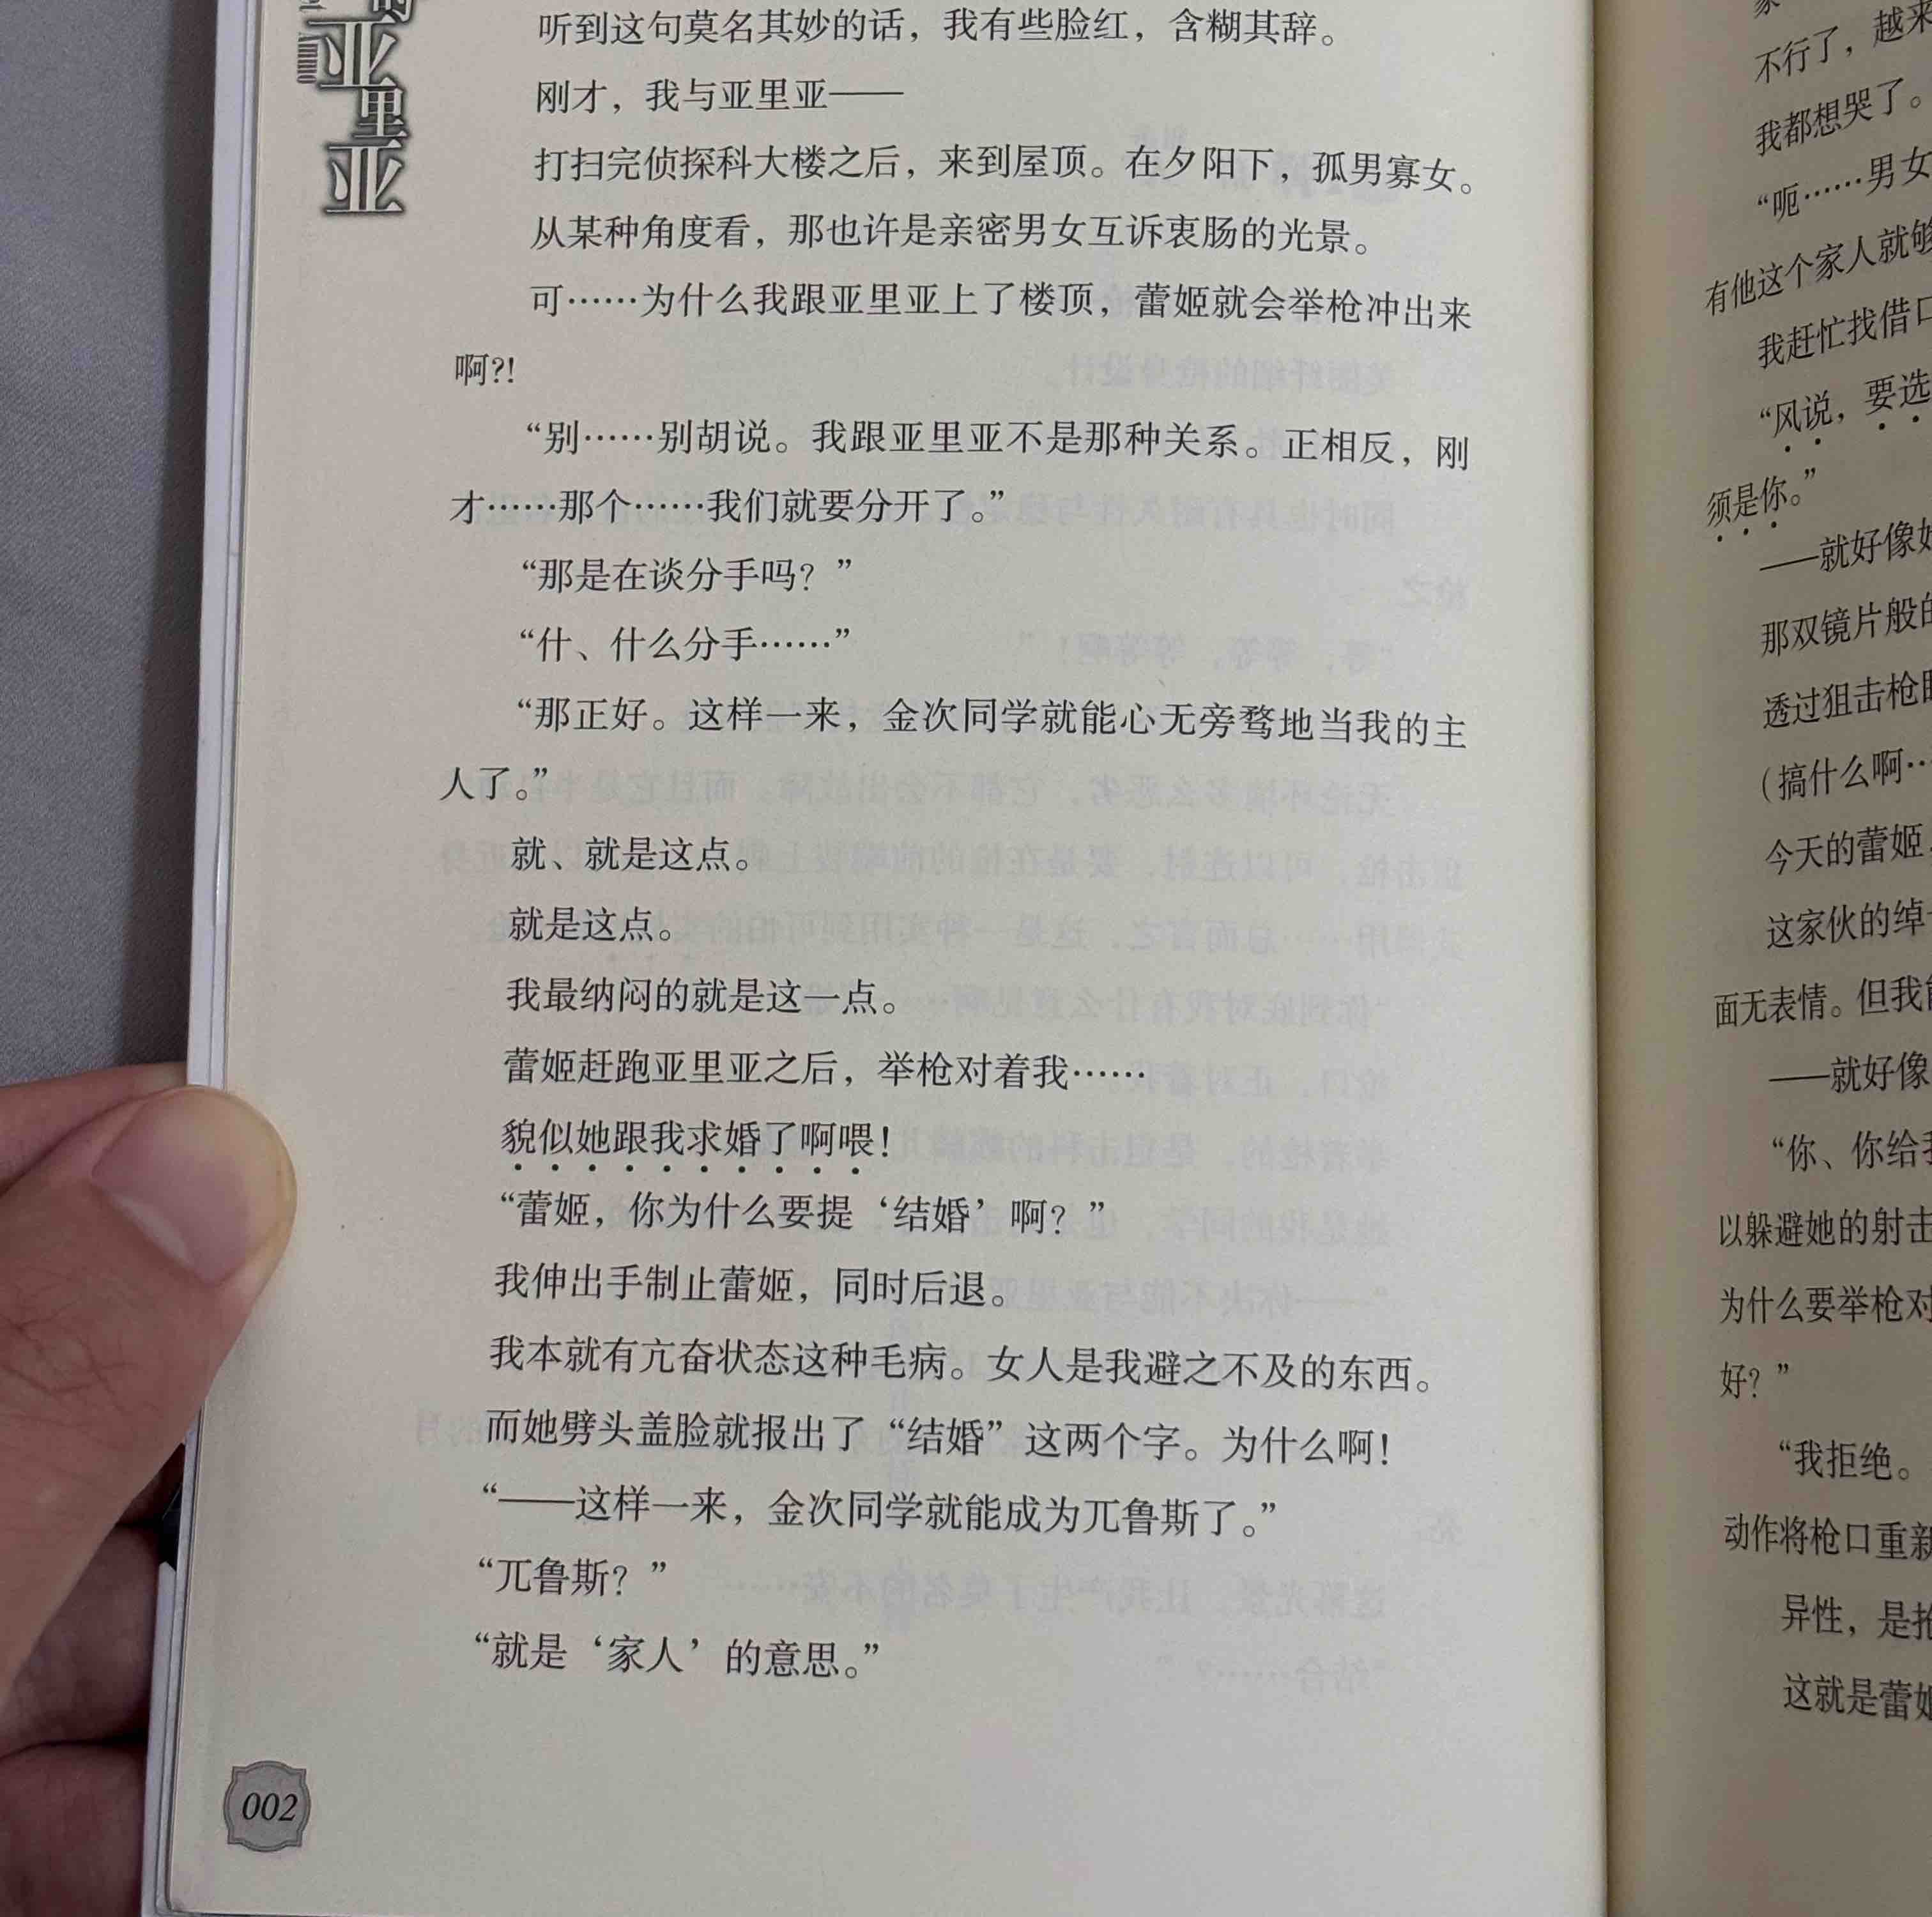 亚里亚
听到这句莫名其妙的话，我有些脸红，含糊其辞。
刚才，我与亚里亚——
打扫完侦探科大楼之后，来到屋顶。在夕阳下，孤男寡女。
从某种角度看，那也许是亲密男女互诉衷肠的光景。
可……为什么我跟亚里亚上了楼顶，蕾姬就会举枪冲出来
啊?!
“别……别胡说。我跟亚里亚不是那种关系。正相反，刚
才……那个……我们就要分开了。”
“那是在谈分手吗？”
“什、什么分手……”
“那正好。这样一来，金次同学就能心无旁骛地当我的主
人了。”
就、就是这点。
就是这点。
我最纳闷的就是这一点。
蕾姬赶跑亚里亚之后，举枪对着我……
貌似她跟我求婚了啊喂！
“蕾姬，你为什么要提‘结婚’啊？”
我伸出手制止蕾姬，同时后退。
我本就有亢奋状态这种毛病。女人是我避之不及的东西。
而她劈头盖脸就报出了“结婚”这两个字。为什么啊！
“——这样一来，金次同学就能成为兀鲁斯了。”
“兀鲁斯？”
“就是‘家人’的意思。”
002
不行了，越来
我都想哭了。
“呃……男女
有他这个家人就够
我赶忙找借口
“风说，要选
须是你。”
——就好像她
那双镜片般的
透过狙击枪
（搞什么啊…
今天的蕾姬，
这家伙的绰
面无表情。但我
——就好像
“你、你给我
以躲避她的射击
为什么要举枪对
好？”
“我拒绝。
动作将枪口重新
异性，是
这就是蕾姬